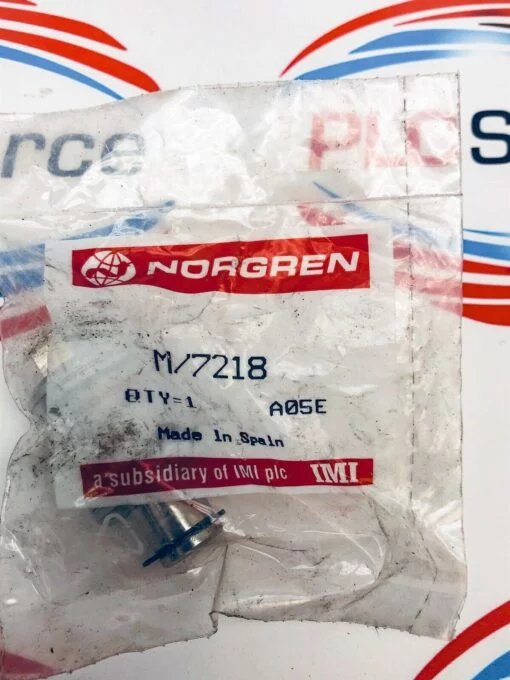 rce PLC S
NORGREN
M/7218
QTY=1 A05E
Made In Spain
a subsidiary of IMI plc IMI